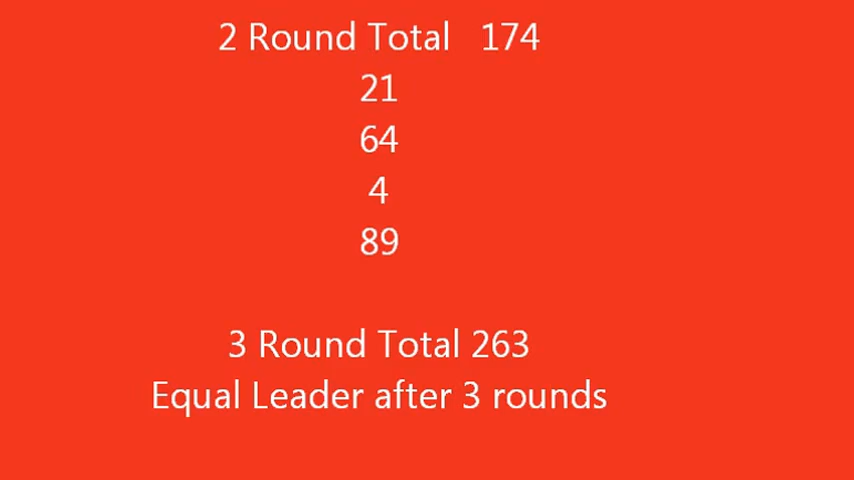 2 Round Total 174
21
64
4
89
3 Round Total 263
Equal Leader after 3 rounds